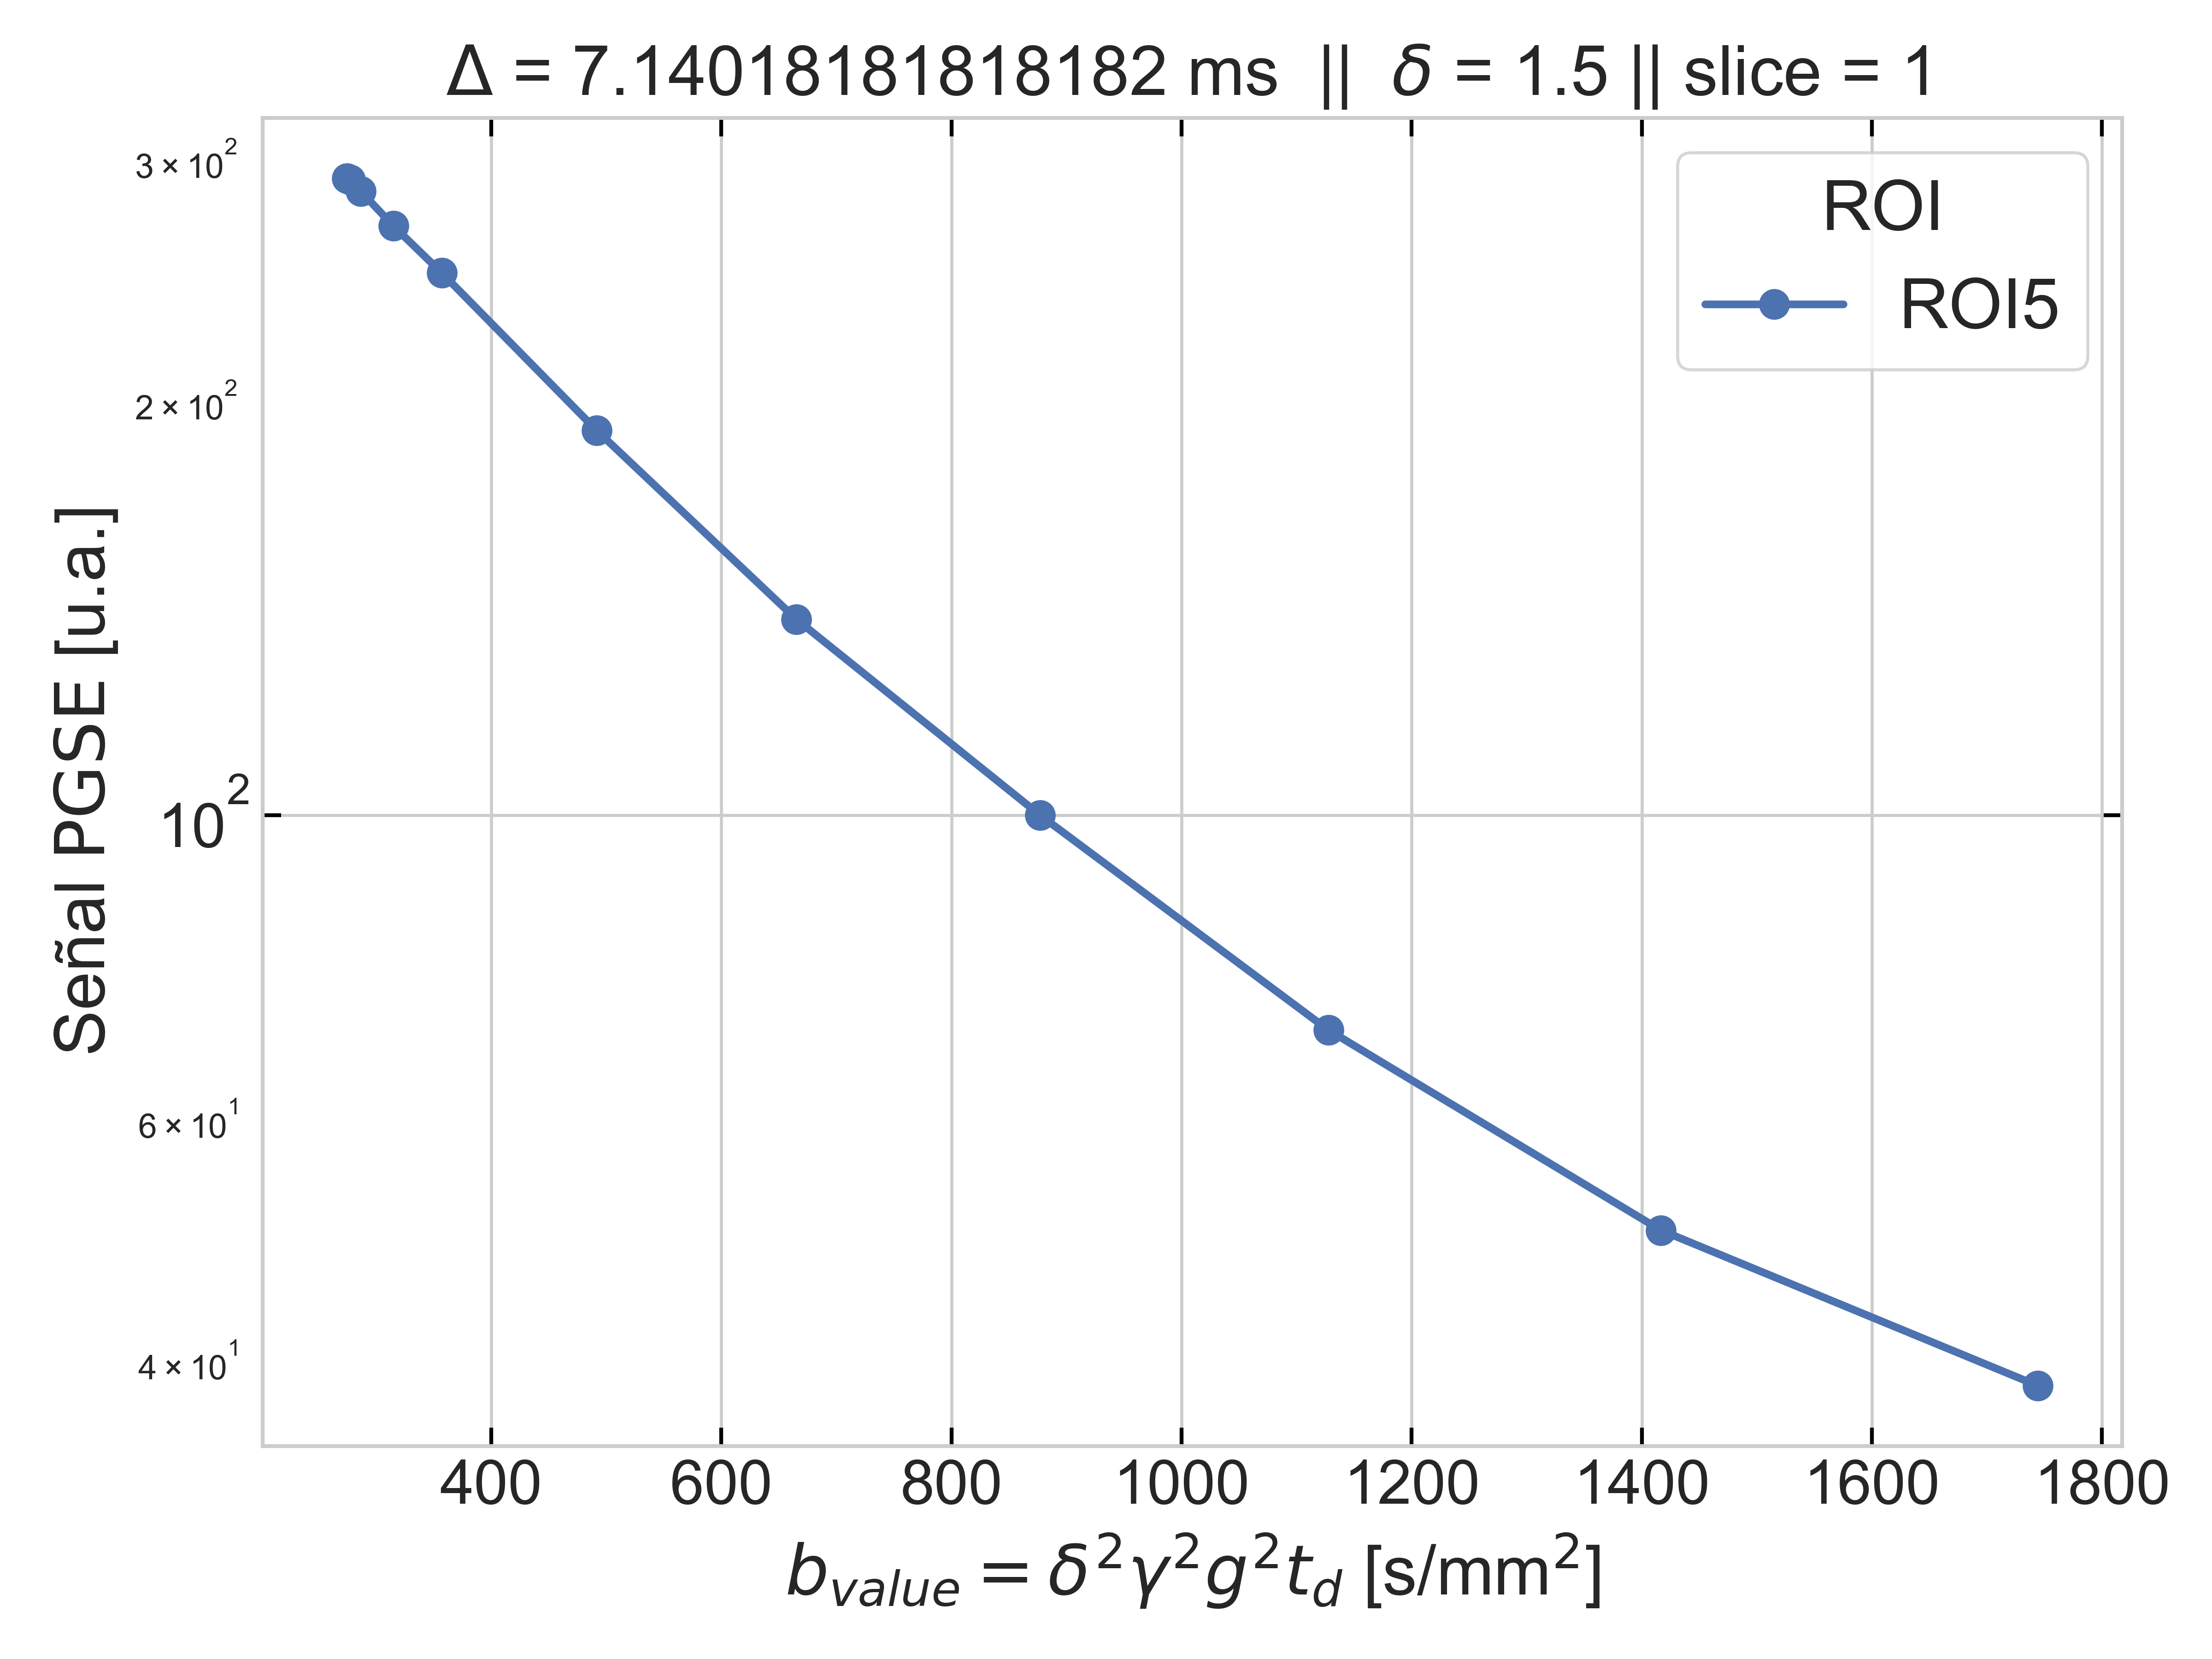 Δ = 7.140181818181182 ms || δ = 1.5 || slice = 1
3 × 10²
2 × 10²
10²
6 × 10¹
4 × 10¹
Señal PGSE [u.a.]
ROI
ROI5
400 600 800 1000 1200 1400 1600 1800
b_value = δ²γ²g²t_d [s/mm²]